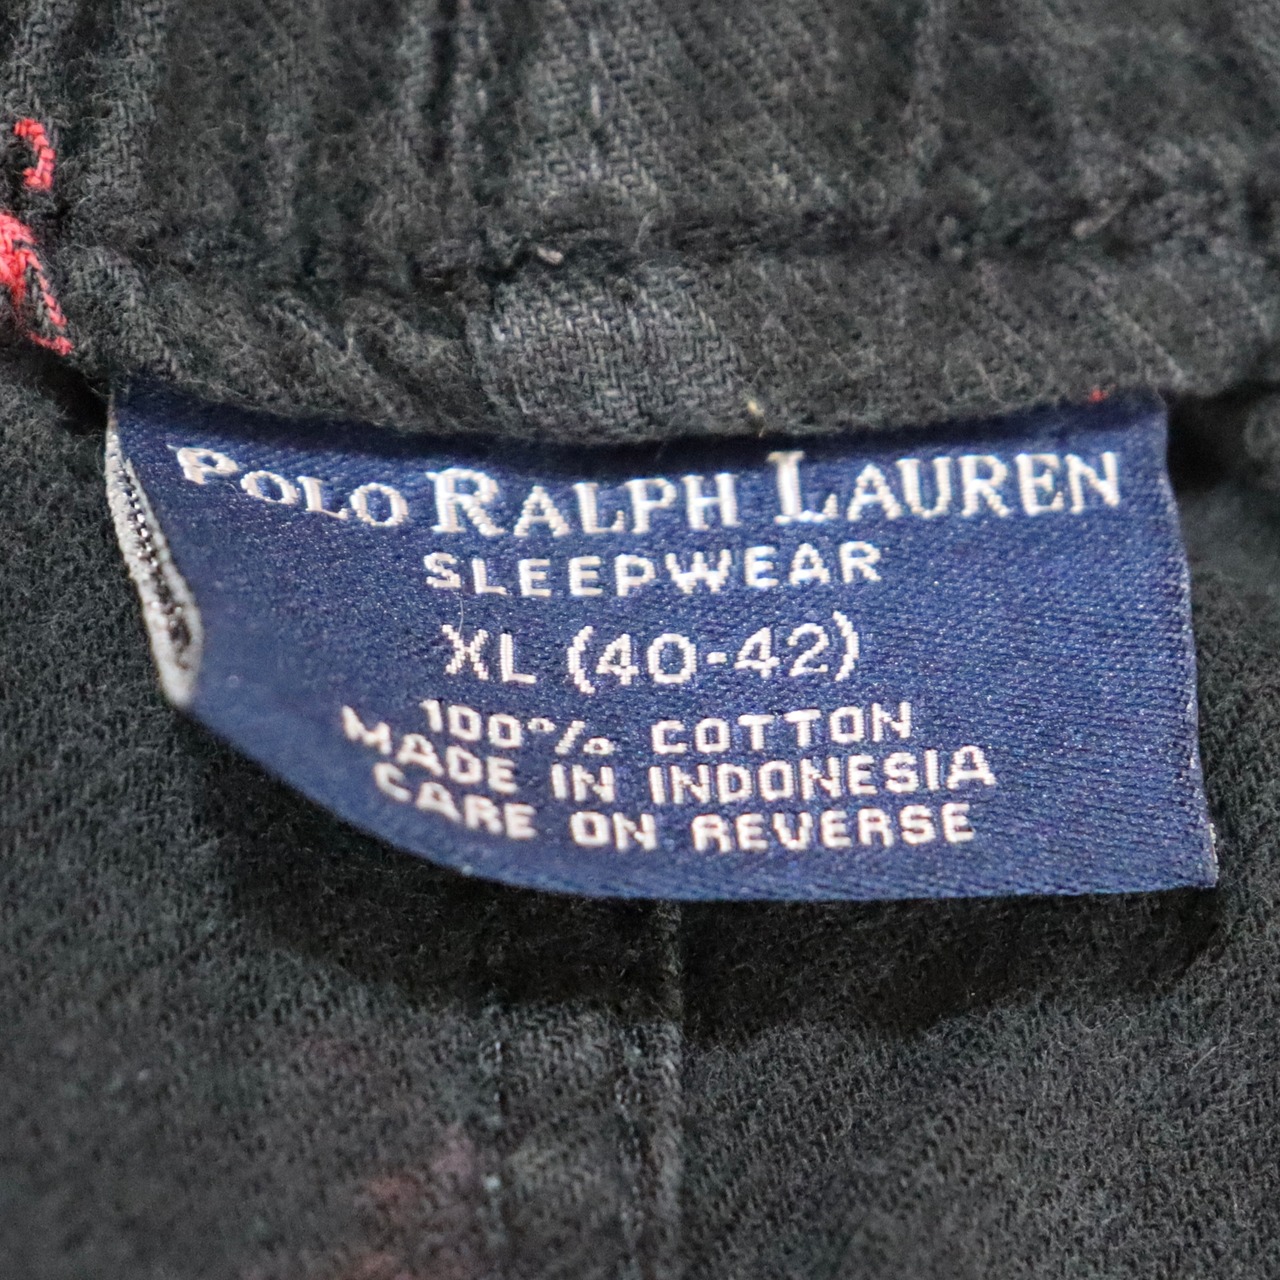 POLO RALPH LAUREN
SLEEPWEAR
XL (40-42)
100% COTTON
MADE IN INDONESIA
CARE ON REVERSE